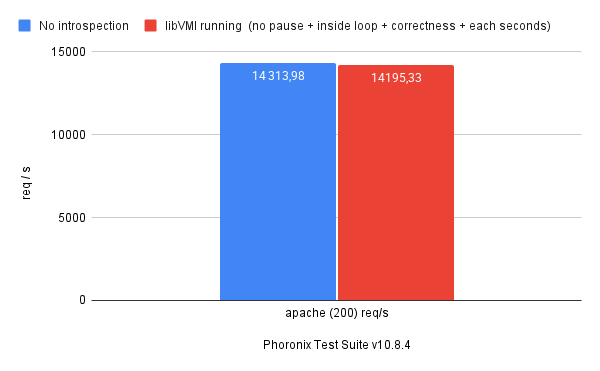 No introspection
libVMI running (no pause + inside loop + correctness + each seconds)
15000
14 313,98
14195,33
10000
req / s
5000
0
apache (200) req/s
Phoronix Test Suite v10.8.4